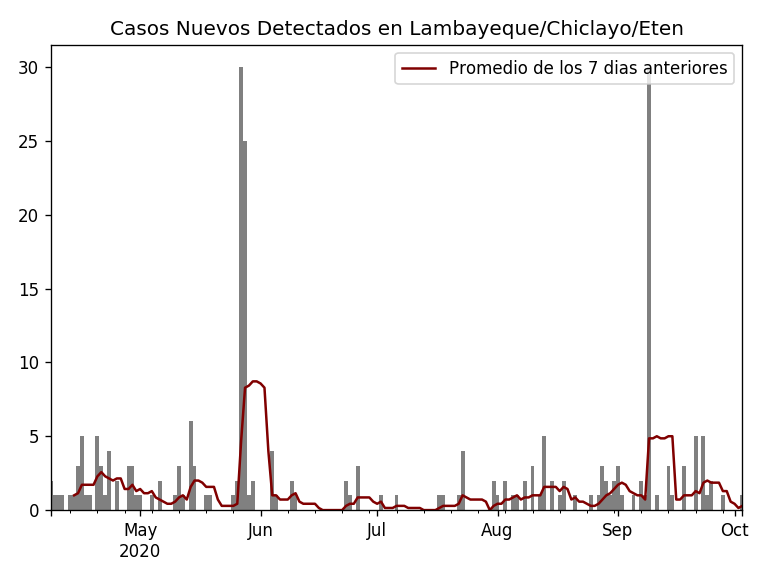 Casos Nuevos Detectados en Lambayeque/Chiclayo/Eten
Promedio de los 7 dias anteriores
30
25
20
15
10
5
0
May Jun Jul Aug Sep Oct
2020